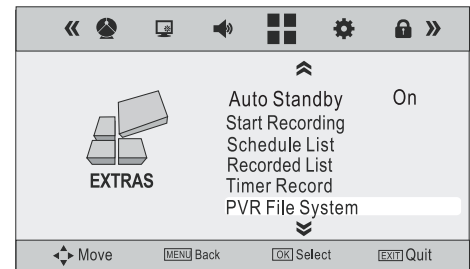 Auto Standby On
Start Recording
Schedule List
Recorded List
Timer Record
PVR File System
EXTRAS
Move MENU Back OK Select EXIT Quit